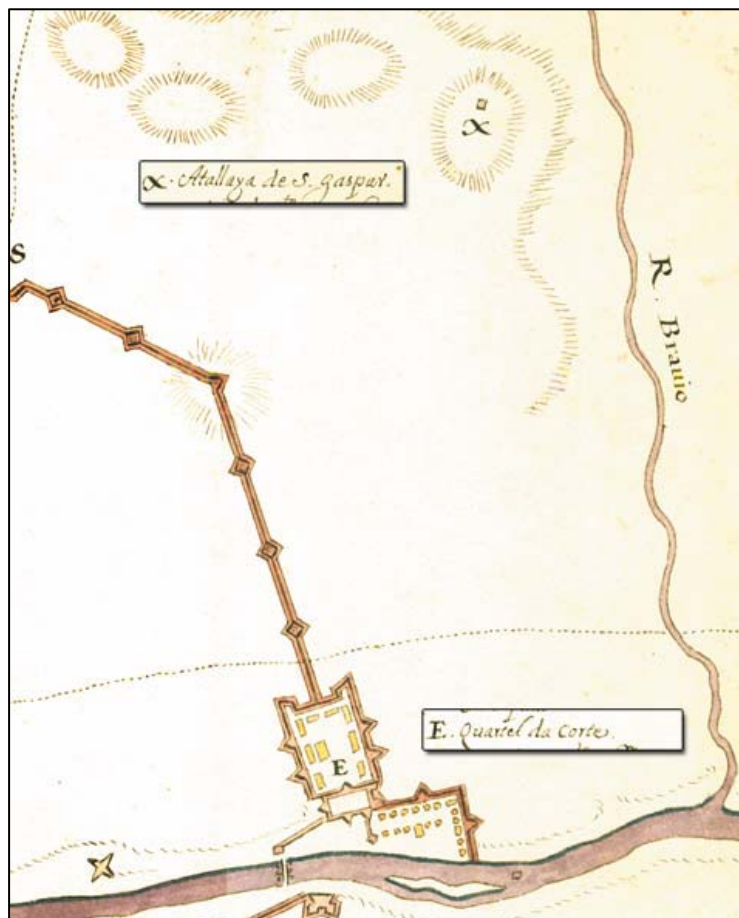 X
X. Atallaya de S. gaspar.
S
R. Brauio
E. Quartel da Corte.
E